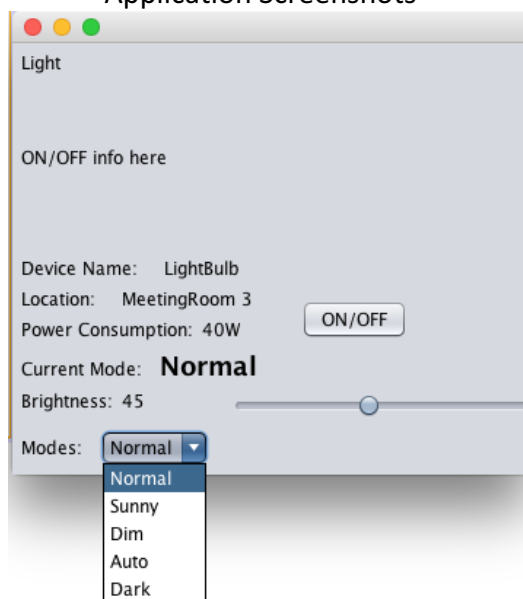 Application Screenshots
Light
ON/OFF info here
Device Name: LightBulb
Location: MeetingRoom 3
Power Consumption: 40W
ON/OFF
Current Mode: Normal
Brightness: 45
Modes: Normal
Normal
Sunny
Dim
Auto
Dark